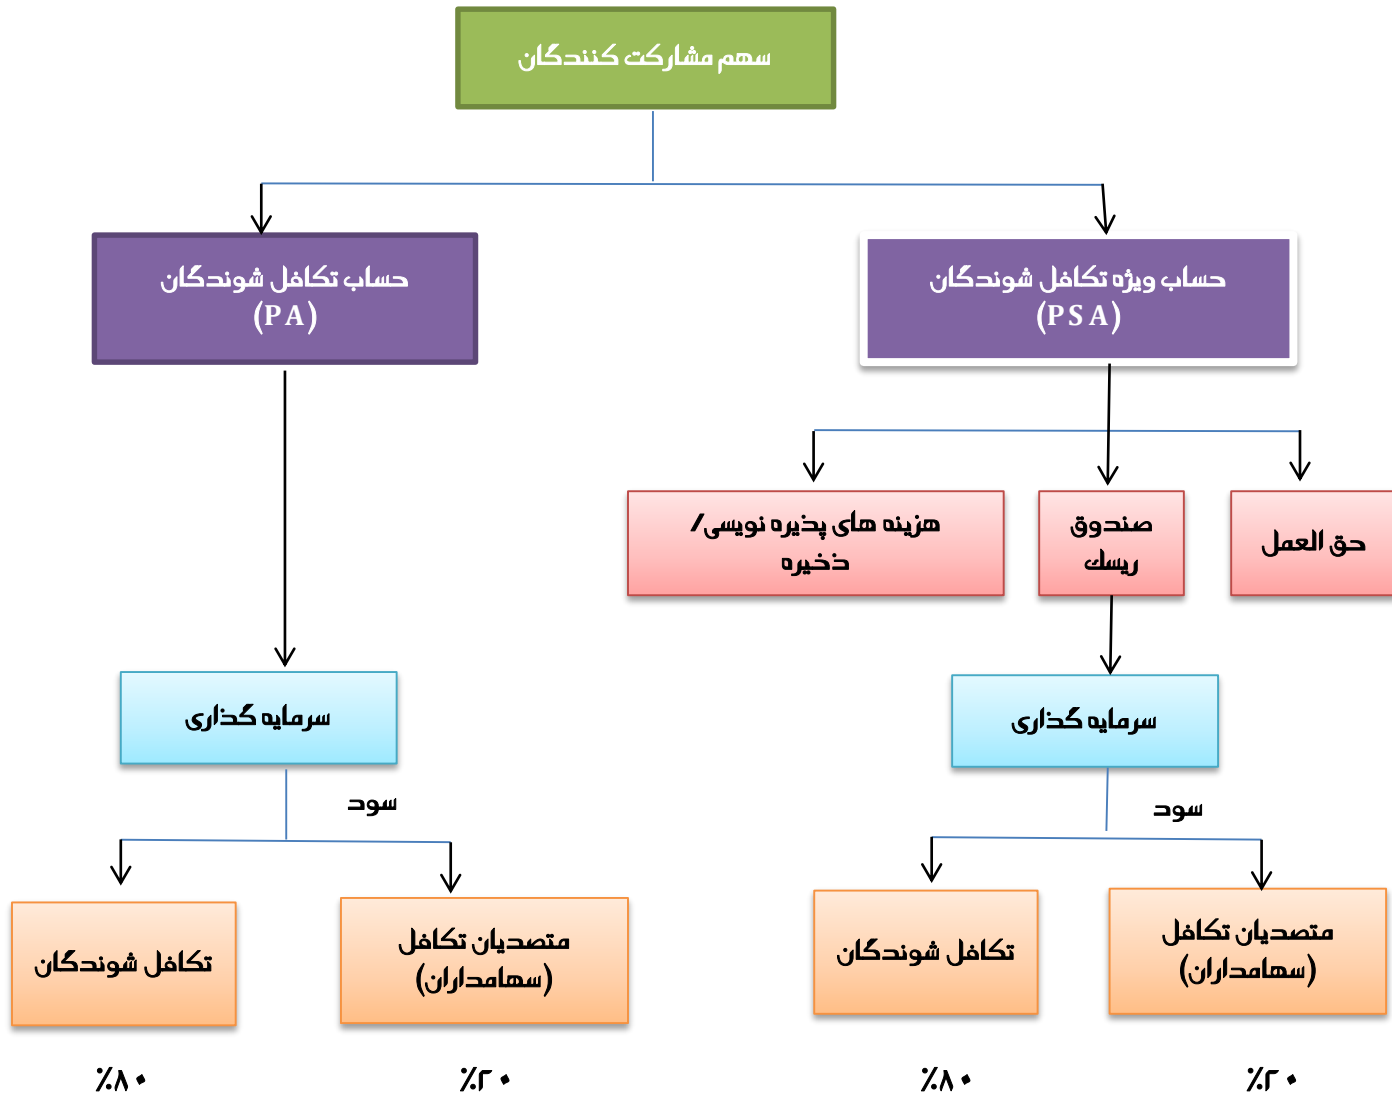 سهم مشارکت کنندگان
حساب ویژه تکافل شوندگان
(PSA)
حساب تکافل شوندگان
(PA)
حق العمل
صندوق
ریسک
هزینه های پذیره نویسی/
ذخیره
سرمایه گذاری
سرمایه گذاری
سود
سود
متصدیان تکافل
(سهامداران)
تکافل شوندگان
متصدیان تکافل
(سهامداران)
تکافل شوندگان
٪۲۰
٪۸۰
٪۲۰
٪۸۰